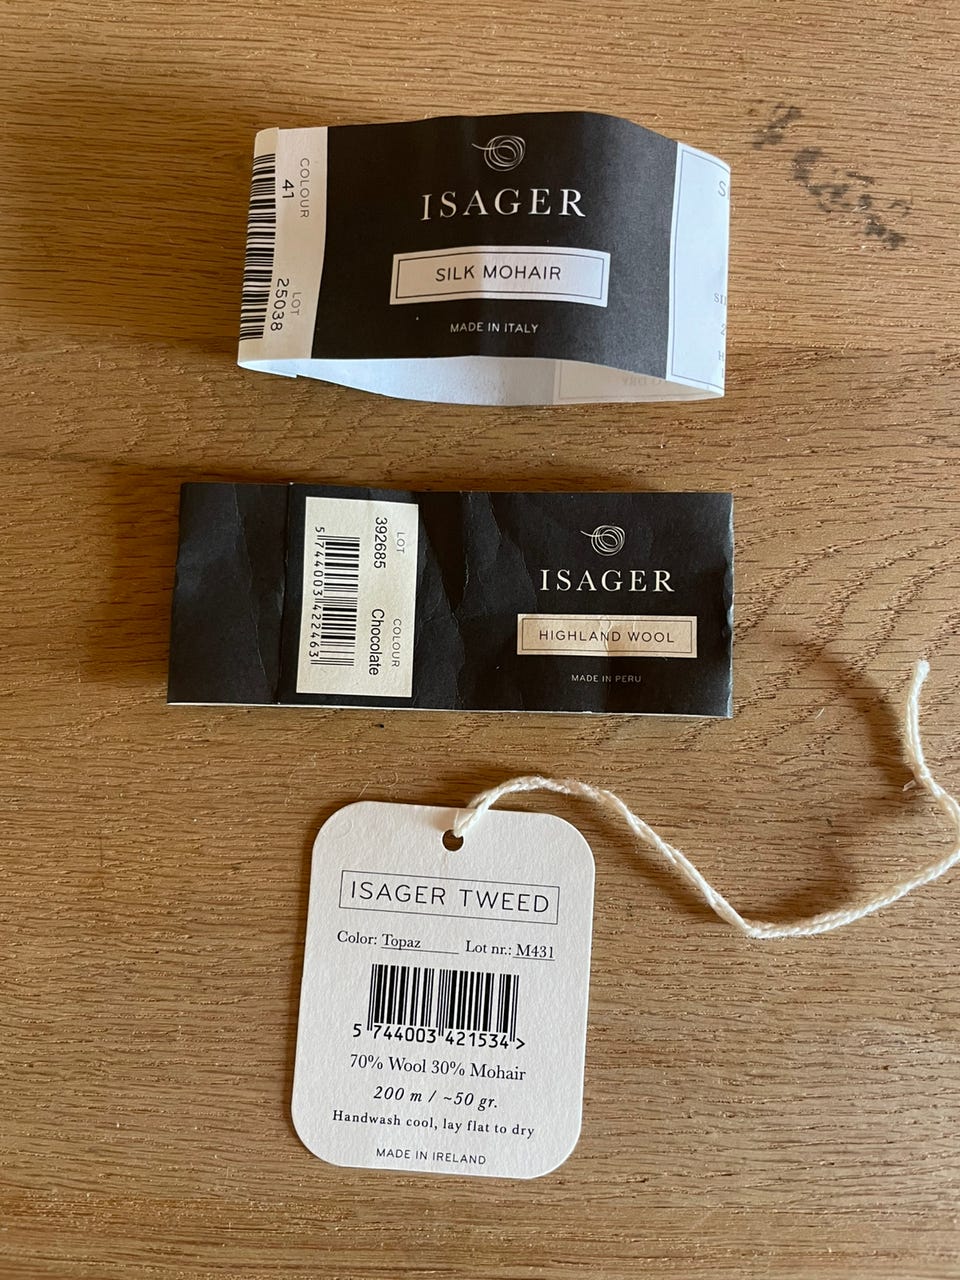 COLOUR
41
LOT
25038
ISAGER
SILK MOHAIR
MADE IN ITALY
LOT
392685
COLOUR
Chocolate
5 744003 422463
ISAGER
HIGHLAND WOOL
MADE IN PERU
ISAGER TWEED
Color: Topaz Lot nr.: M431
5 744003 421534 >
70% Wool 30% Mohair
200 m / ~50 gr.
Handwash cool, lay flat to dry
MADE IN IRELAND